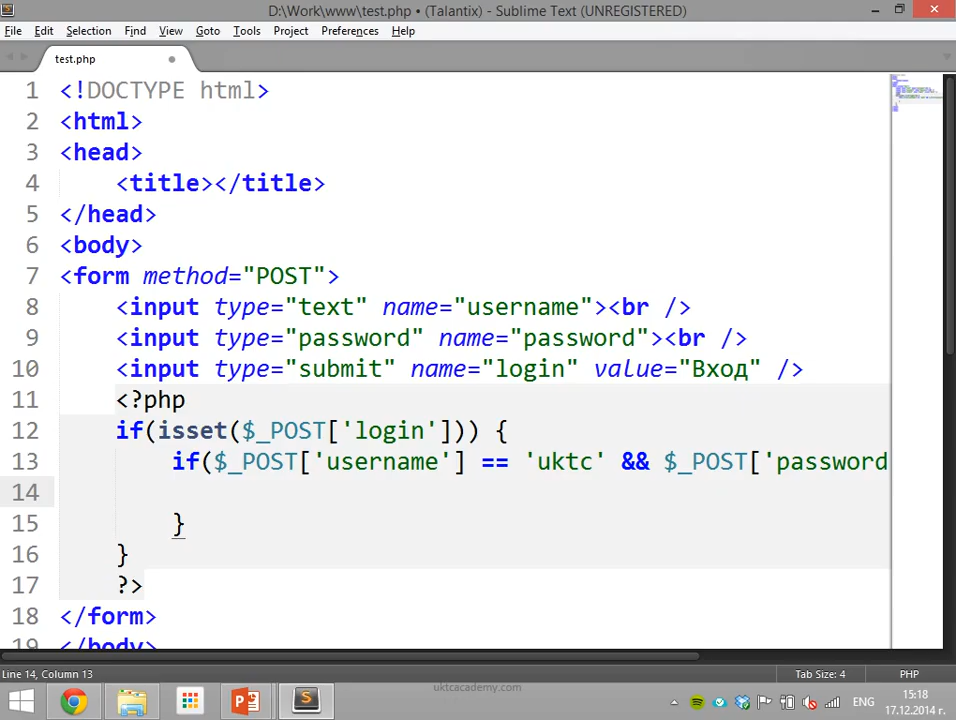 D:\Work\www\test.php • (Talantix) - Sublime Text (UNREGISTERED)
File Edit Selection Find View Goto Tools Project Preferences Help
test.php
1 <!DOCTYPE html>
2 <html>
3 <head>
4 <title></title>
5 </head>
6 <body>
7 <form method="POST">
8 <input type="text" name="username"><br />
9 <input type="password" name="password"><br />
10 <input type="submit" name="login" value="Вход" />
11 <?php
12 if(isset($_POST['login'])) {
13 if($_POST['username'] == 'uktc' && $_POST['password
14
15 }
16 }
17 ?>
18 </form>
19 </body>
Line 14, Column 13 Tab Size: 4 PHP
uktcacademy.com
ENG
15:18
17.12.2014 г.